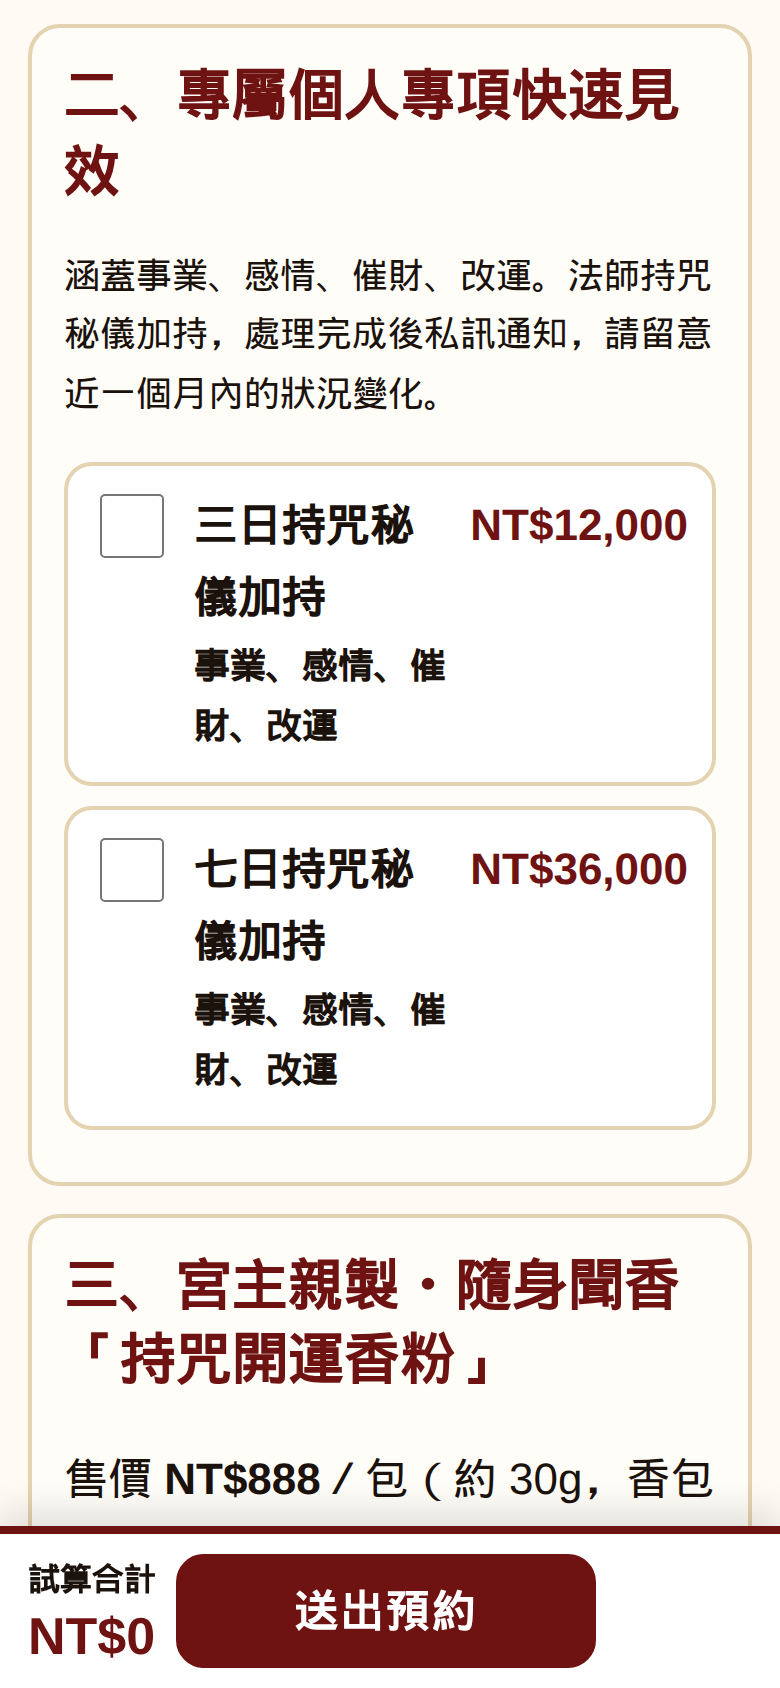 二、專屬個人專項快速見
效
涵蓋事業、感情、催財、改運。法師持咒
秘儀加持，處理完成後私訊通知，請留意
近一個月內的狀況變化。
三日持咒秘 NT$12,000
儀加持
事業、感情、催
財、改運
七日持咒秘 NT$36,000
儀加持
事業、感情、催
財、改運
三、宮主親製・隨身聞香
「持咒開運香粉」
售價 NT$888 / 包（約 30g，香包
試算合計
NT$0
送出預約